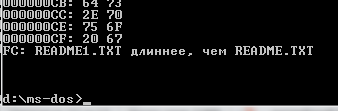 000000CB: 64 73
000000CC: 2E 70
000000CE: 75 6F
000000CF: 20 67
FC: README1.TXT длиннее, чем README.TXT
d:\ms-dos>